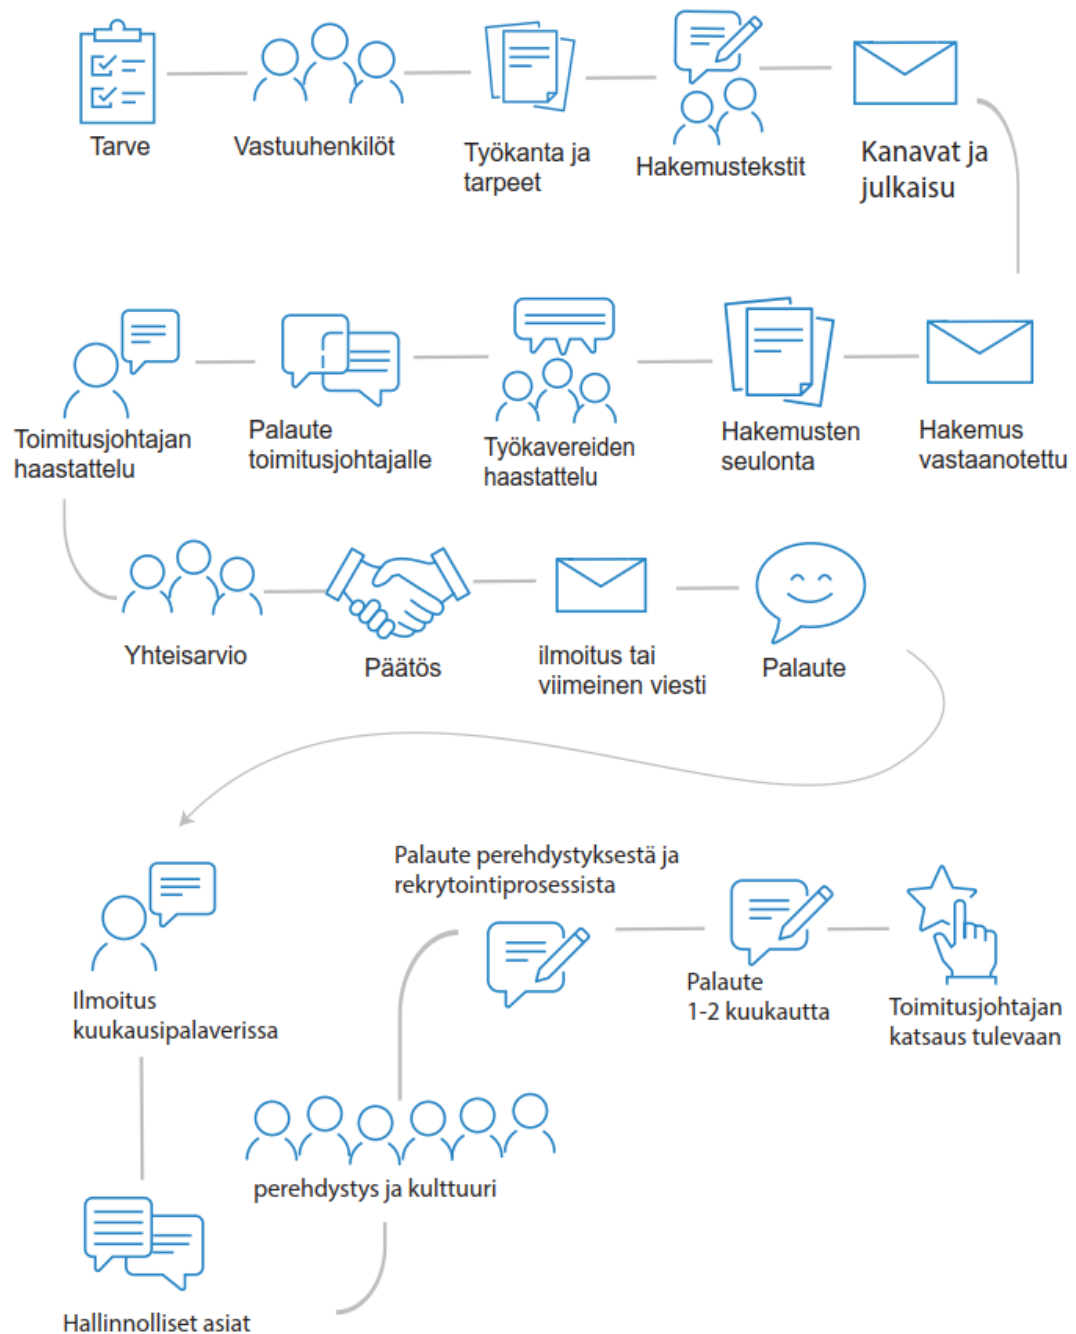 Tarve
Vastuuhenkilöt
Työkanta ja
tarpeet
Hakemustekstit
Kanavat ja
julkaisu
Toimitusjohtajan
haastattelu
Palaute
toimitusjohtajalle
Työkavereiden
haastattelu
Hakemusten
seulonta
Hakemus
vastaanotettu
Yhteisarvio
Päätös
ilmoitus tai
viimeinen viesti
Palaute
Palaute perehdystyksestä ja
rekrytointiprosessista
Ilmoitus
kuukausipalaverissa
Palaute
1-2 kuukautta
Toimitusjohtajan
katsaus tulevaan
perehdystys ja kulttuuri
Hallinnolliset asiat